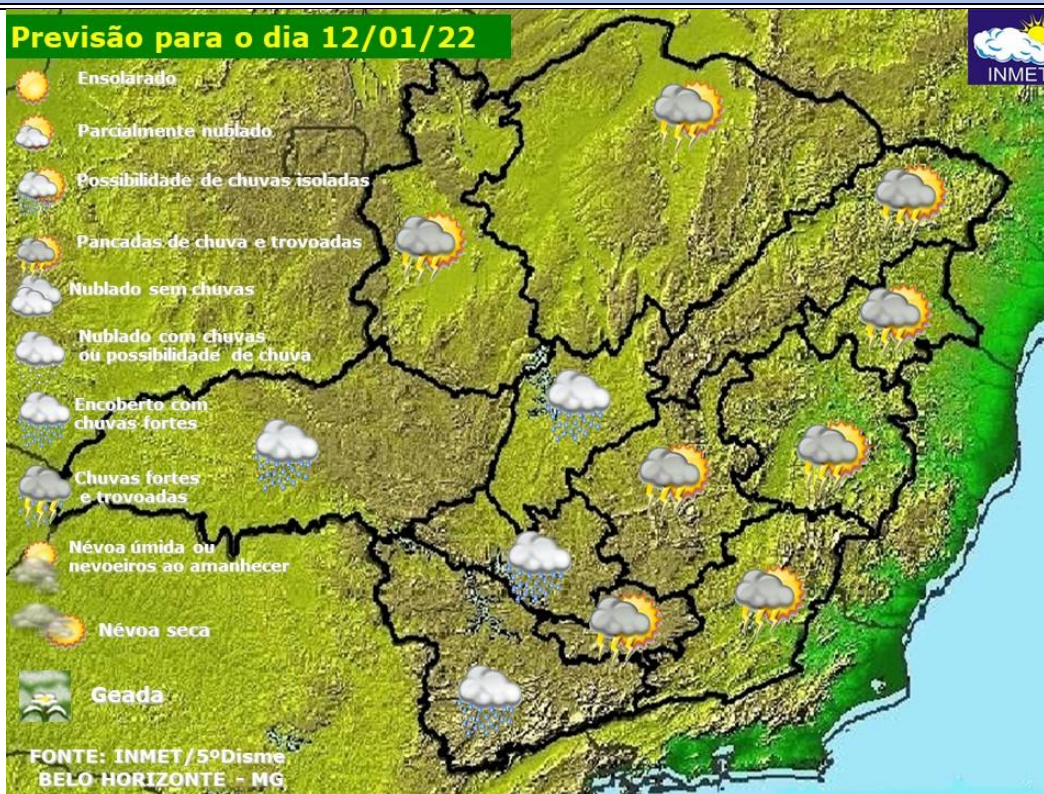 Previsão para o dia 12/01/22
INMET
Ensolarado
Parcialmente nublado
Possibilidade de chuvas isoladas
Pancadas de chuva e trovoadas
Nublado sem chuvas
Nublado com chuvas
ou possibilidade de chuva
Encoberto com
chuvas fortes
Chuvas fortes
e trovoadas
Névoa úmida ou
nevoeiros ao amanhecer
Névoa seca
Geada
FONTE: INMET/5ºDisme
BELO HORIZONTE - MG